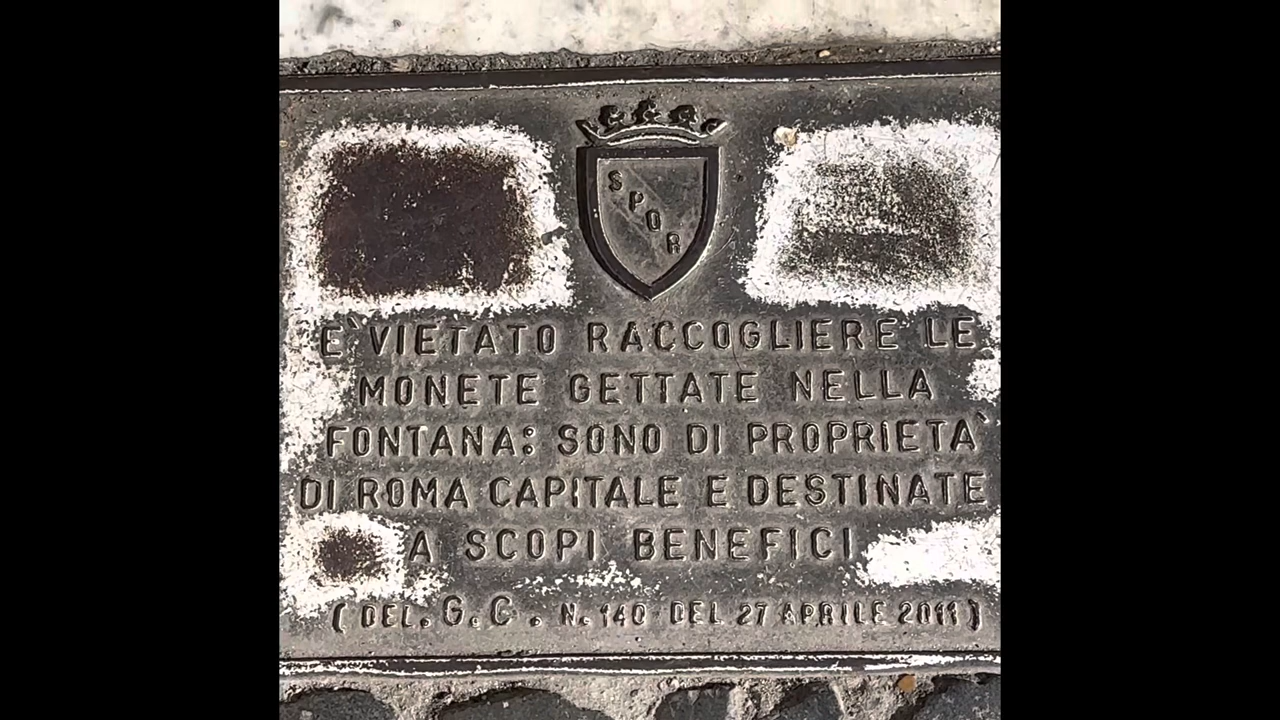 SPQR
E`VIETATO RACCOGLIERE LE
MONETE GETTATE NELLA
FONTANA: SONO DI PROPRIETA`
DI ROMA CAPITALE E DESTINATE
A SCOPI BENEFICI
(DEL. G.C. N. 140 DEL 27 APRILE 2011)